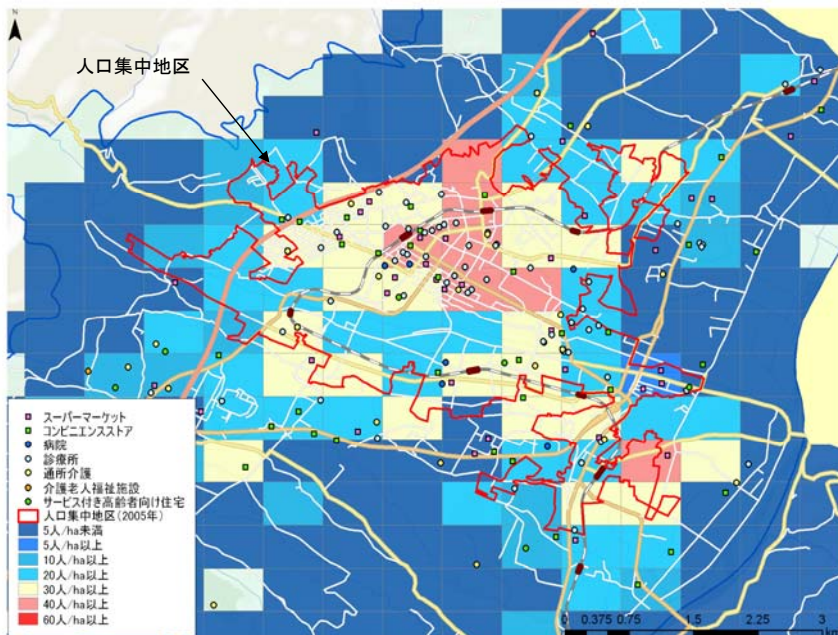 人口集中地区
スーパーマーケット
コンビニエンスストア
病院
診療所
通所介護
介護老人福祉施設
サービス付き高齢者向け住宅
人口集中地区(2005年)
5人/ha未満
5人/ha以上
10人/ha以上
20人/ha以上
30人/ha以上
40人/ha以上
60人/ha以上
0 0.375 0.75 1.5 2.25 3